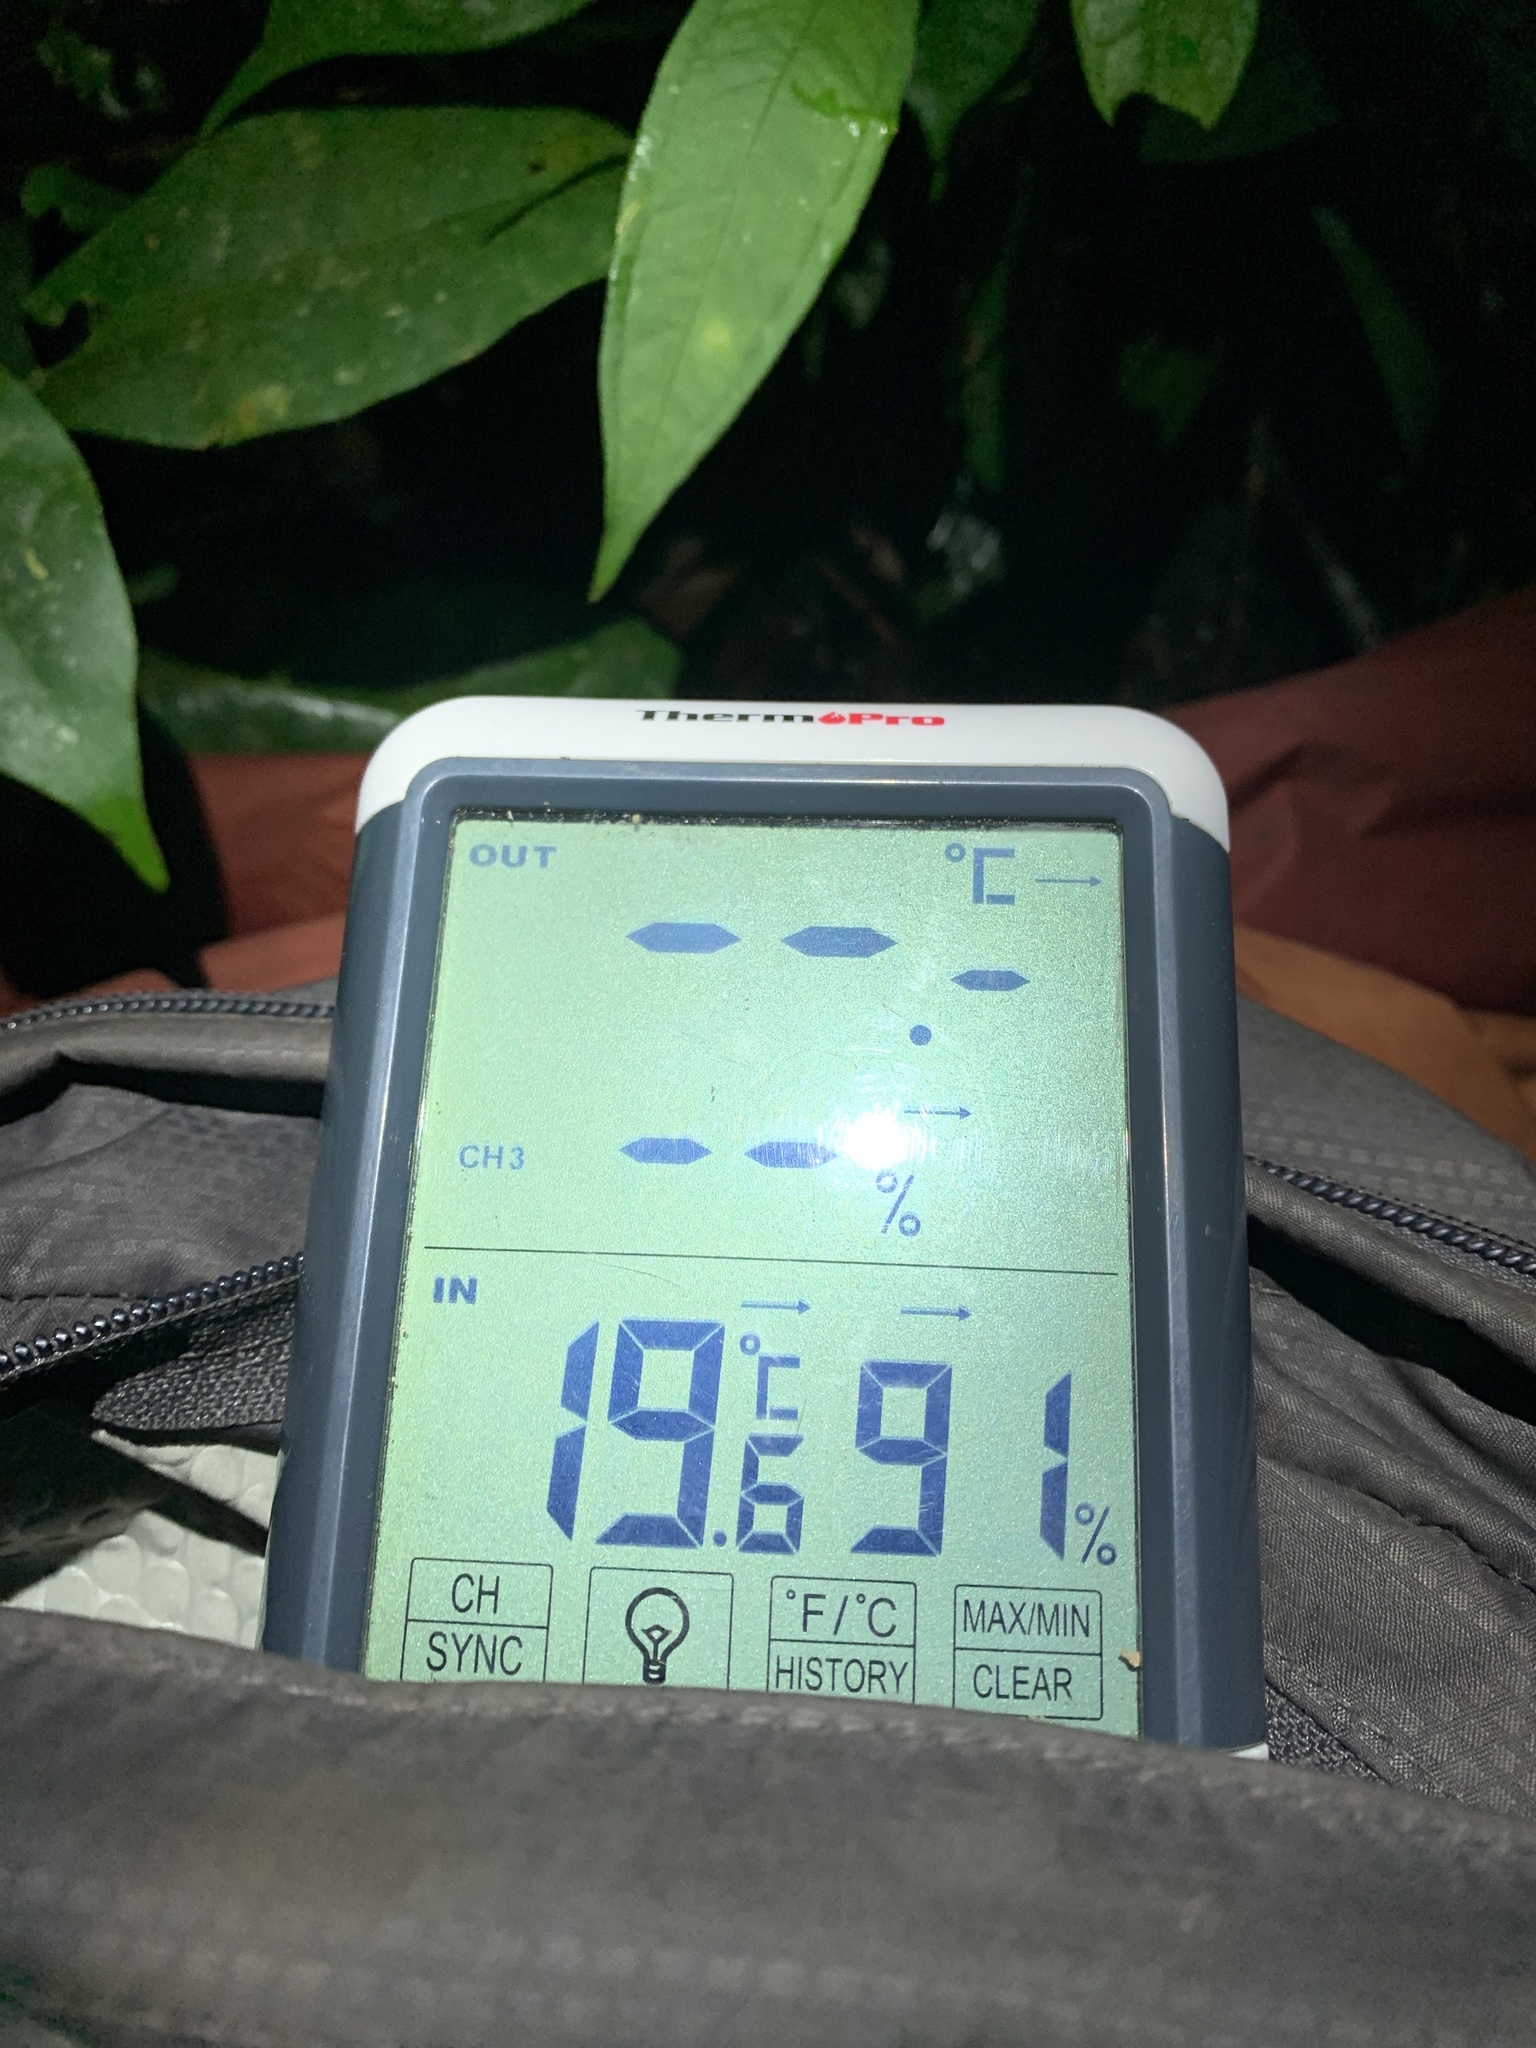 ThermoPro
OUT °C →
--.-
→
CH3 -- %
IN → →
19.6 °C 91 %
CH °F/°C MAX/MIN
SYNC HISTORY CLEAR